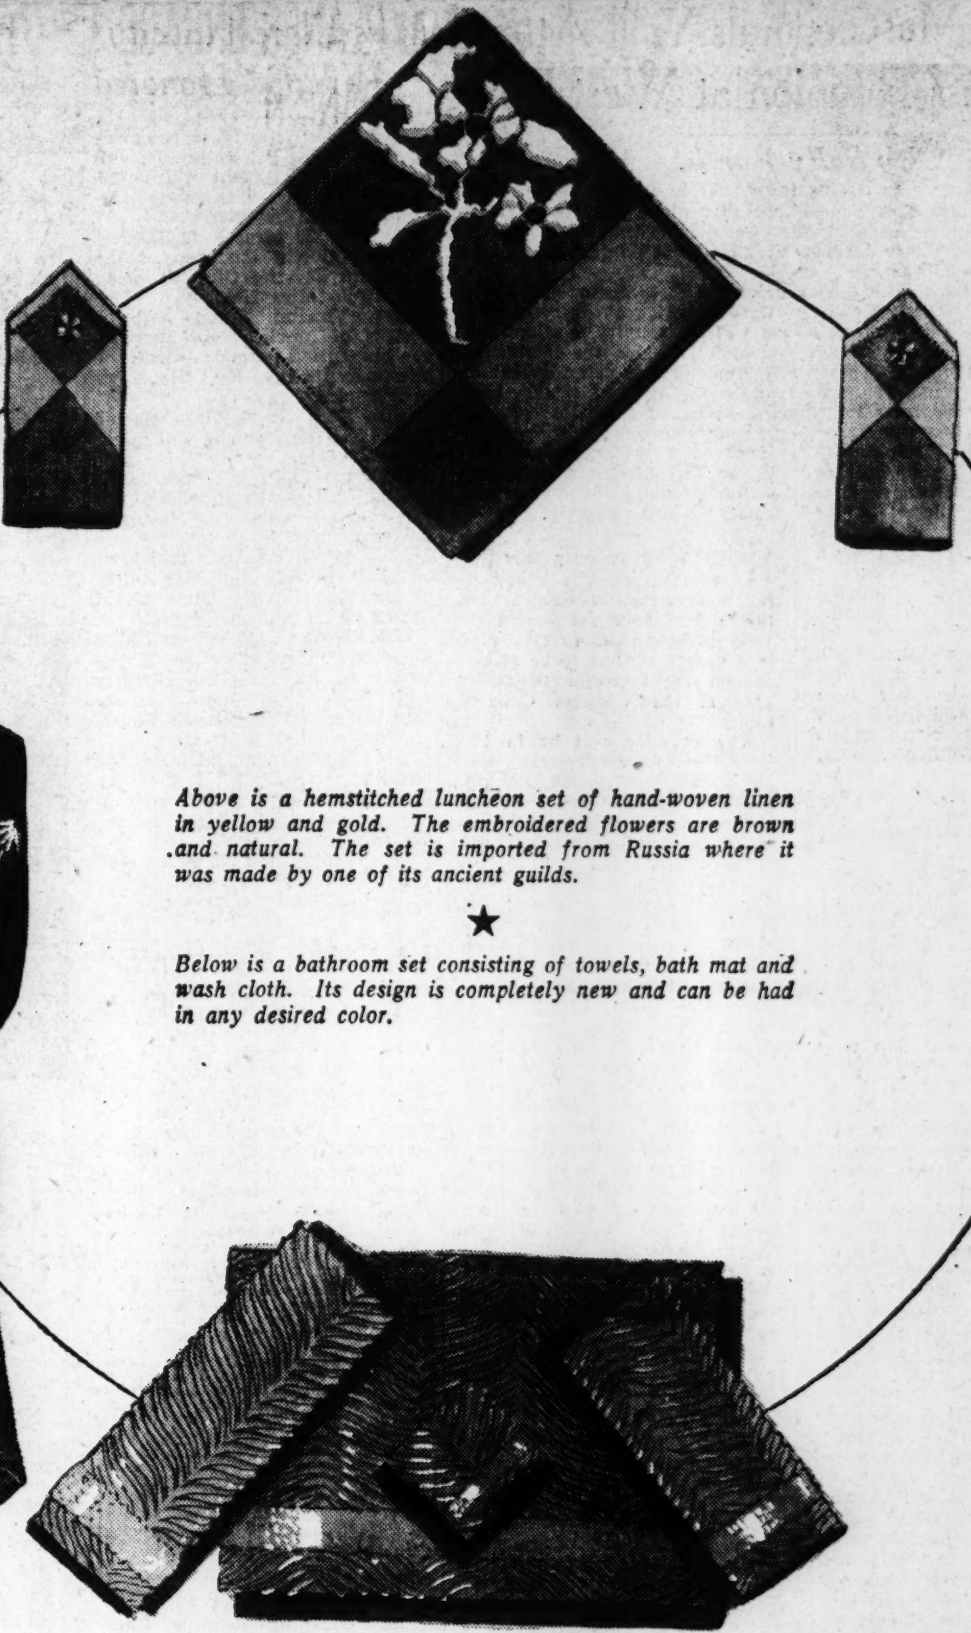 Above is a hemstitched luncheon set of hand-woven linen
in yellow and gold. The embroidered flowers are brown
and natural. The set is imported from Russia where it
was made by one of its ancient guilds.
★
Below is a bathroom set consisting of towels, bath mat and
wash cloth. Its design is completely new and can be had
in any desired color.